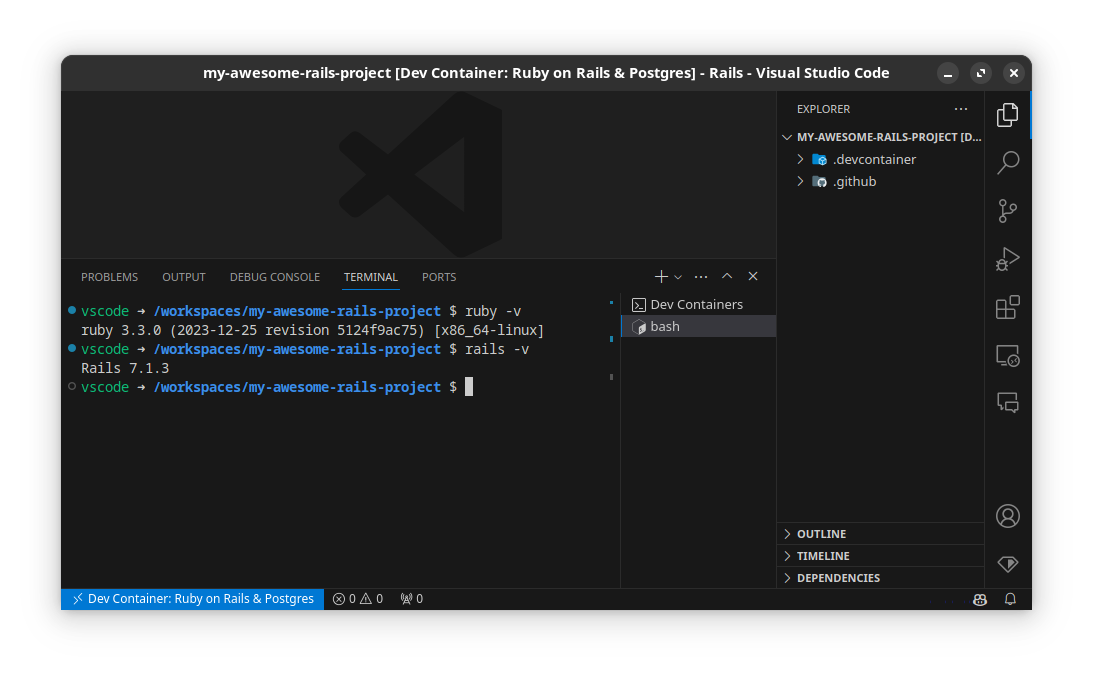 my-awesome-rails-project [Dev Container: Ruby on Rails & Postgres] - Rails - Visual Studio Code
PROBLEMS OUTPUT DEBUG CONSOLE TERMINAL PORTS
vscode ➜ /workspaces/my-awesome-rails-project $ ruby -v
ruby 3.3.0 (2023-12-25 revision 5124f9ac75) [x86_64-linux]
vscode ➜ /workspaces/my-awesome-rails-project $ rails -v
Rails 7.1.3
vscode ➜ /workspaces/my-awesome-rails-project $
Dev Containers
bash
EXPLORER
MY-AWESOME-RAILS-PROJECT [D...
.devcontainer
.github
OUTLINE
TIMELINE
DEPENDENCIES
Dev Container: Ruby on Rails & Postgres 0 0 0